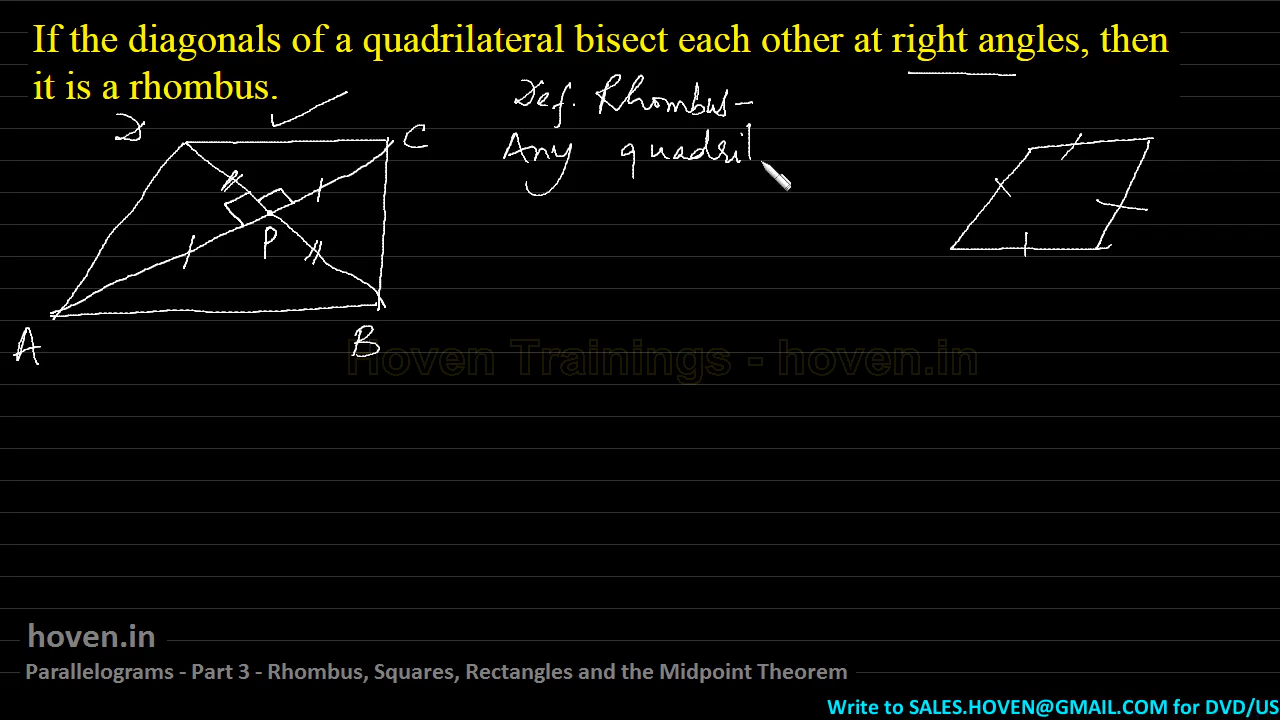 If the diagonals of a quadrilateral bisect each other at right angles, then
it is a rhombus.
Def. Rhombus -
Any quadril
D
C
P
A
B
Hoven Trainings - hoven.in
hoven.in
Parallelograms - Part 3 - Rhombus, Squares, Rectangles and the Midpoint Theorem
Write to SALES.HOVEN@GMAIL.COM for DVD/US